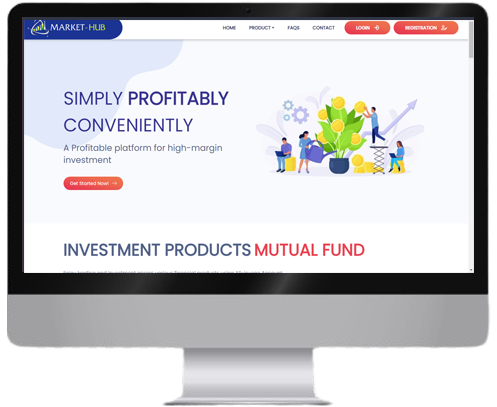 MARKET-HUB
HOME PRODUCT FAQS CONTACT LOGIN REGISTRATION
SIMPLY PROFITABLY
CONVENIENTLY
A Profitable platform for high-margin
investment
Get Started Now!
INVESTMENT PRODUCTS MUTUAL FUND